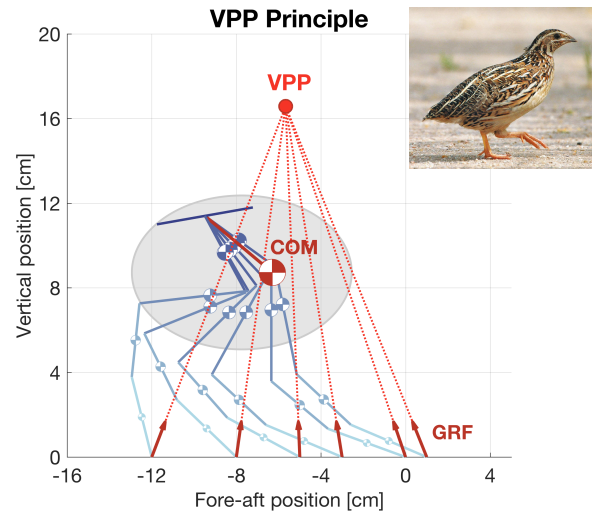 VPP Principle
20
VPP
16
12
COM
8
4
GRF
0
-16
-12
-8
-4
0
4
Vertical position [cm]
Fore-aft position [cm]